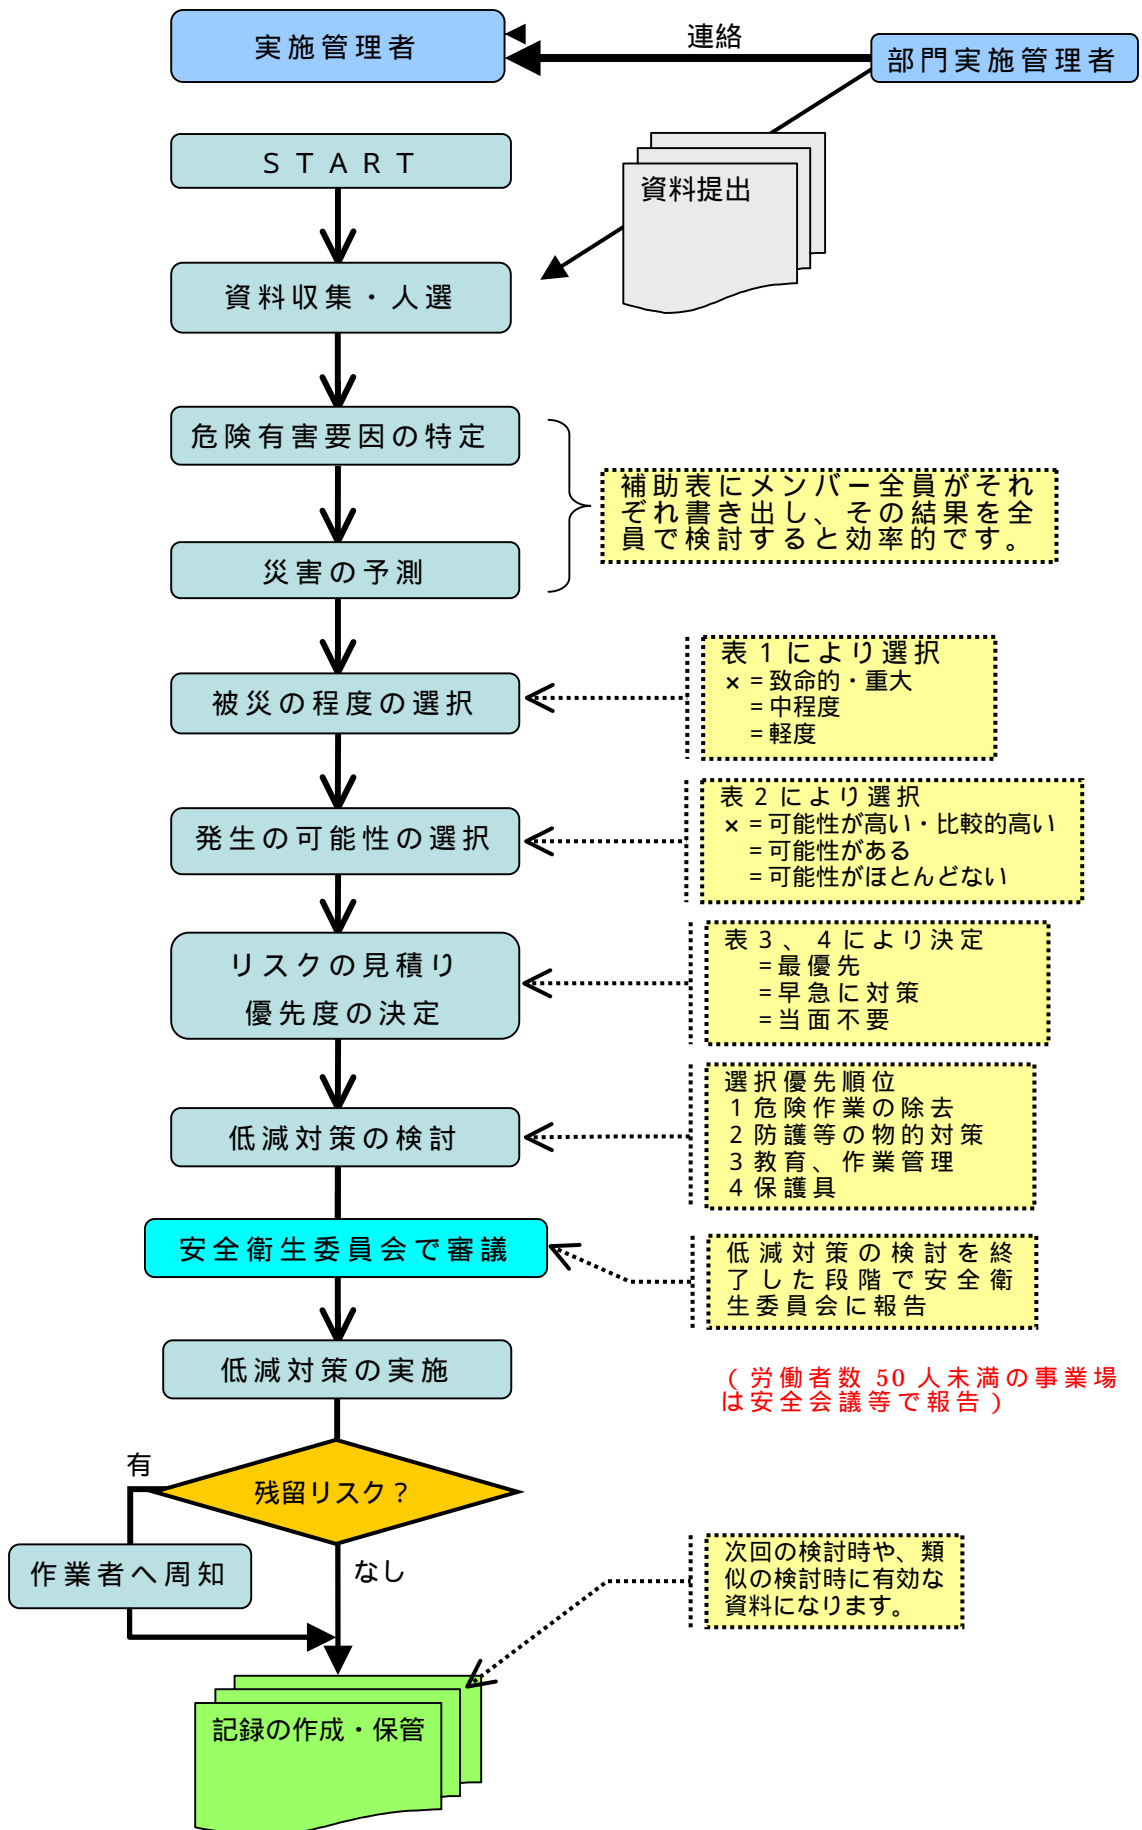 実施管理者
連絡
部門実施管理者
START
資料提出
資料収集・人選
危険有害要因の特定
補助表にメンバー全員がそれ
ぞれ書き出し、その結果を全
員で検討すると効率的です。
災害の予測
表1により選択
×=致命的・重大
=中程度
=軽度
被災の程度の選択
表2により選択
×=可能性が高い・比較的高い
=可能性がある
=可能性がほとんどない
発生の可能性の選択
表3、4により決定
=最優先
=早急に対策
=当面不要
リスクの見積り
優先度の決定
選択優先順位
1危険作業の除去
2防護等の物的対策
3教育、作業管理
4保護具
低減対策の検討
安全衛生委員会で審議
低減対策の検討を終
了した段階で安全衛
生委員会に報告
低減対策の実施
(労働者数 50 人未満の事業場
は安全会議等で報告)
有
残留リスク?
作業者へ周知
なし
次回の検討時や、類
似の検討時に有効な
資料になります。
記録の作成・保管